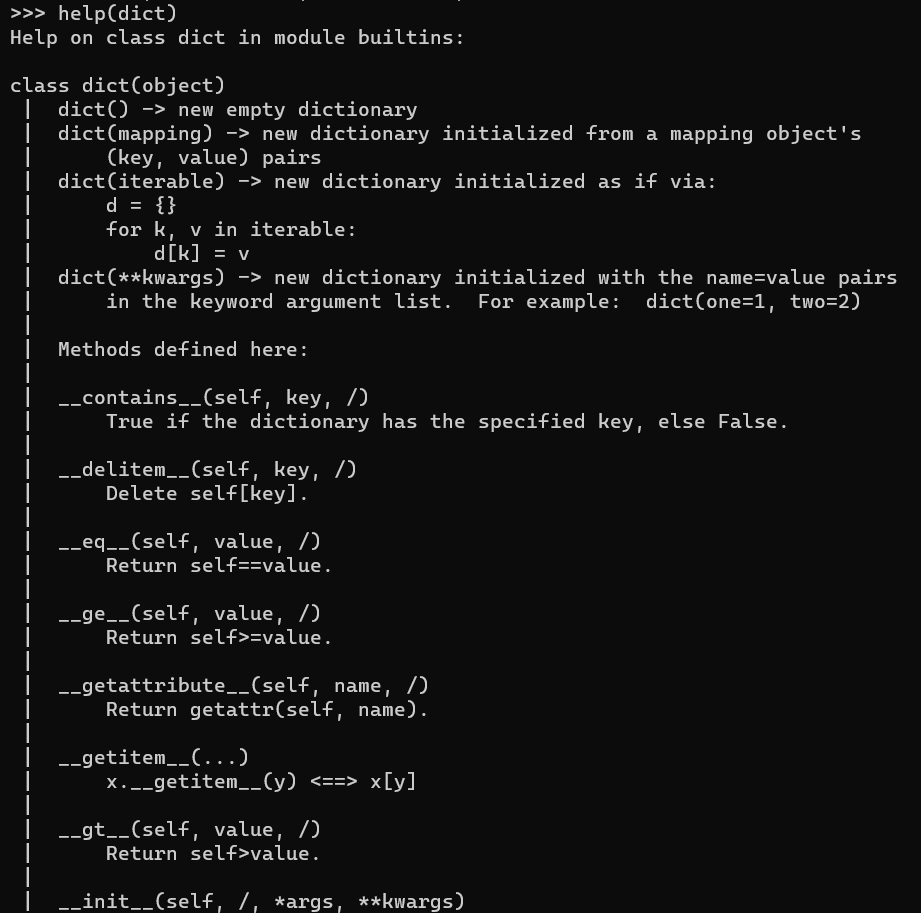 >>> help(dict)
Help on class dict in module builtins:

class dict(object)
 |  dict() -> new empty dictionary
 |  dict(mapping) -> new dictionary initialized from a mapping object's
 |      (key, value) pairs
 |  dict(iterable) -> new dictionary initialized as if via:
 |      d = {}
 |      for k, v in iterable:
 |          d[k] = v
 |  dict(**kwargs) -> new dictionary initialized with the name=value pairs
 |      in the keyword argument list.  For example:  dict(one=1, two=2)
 |
 |  Methods defined here:
 |
 |  __contains__(self, key, /)
 |      True if the dictionary has the specified key, else False.
 |
 |  __delitem__(self, key, /)
 |      Delete self[key].
 |
 |  __eq__(self, value, /)
 |      Return self==value.
 |
 |  __ge__(self, value, /)
 |      Return self>=value.
 |
 |  __getattribute__(self, name, /)
 |      Return getattr(self, name).
 |
 |  __getitem__(...)
 |      x.__getitem__(y) <==> x[y]
 |
 |  __gt__(self, value, /)
 |      Return self>value.
 |
 |  __init__(self, /, *args, **kwargs)